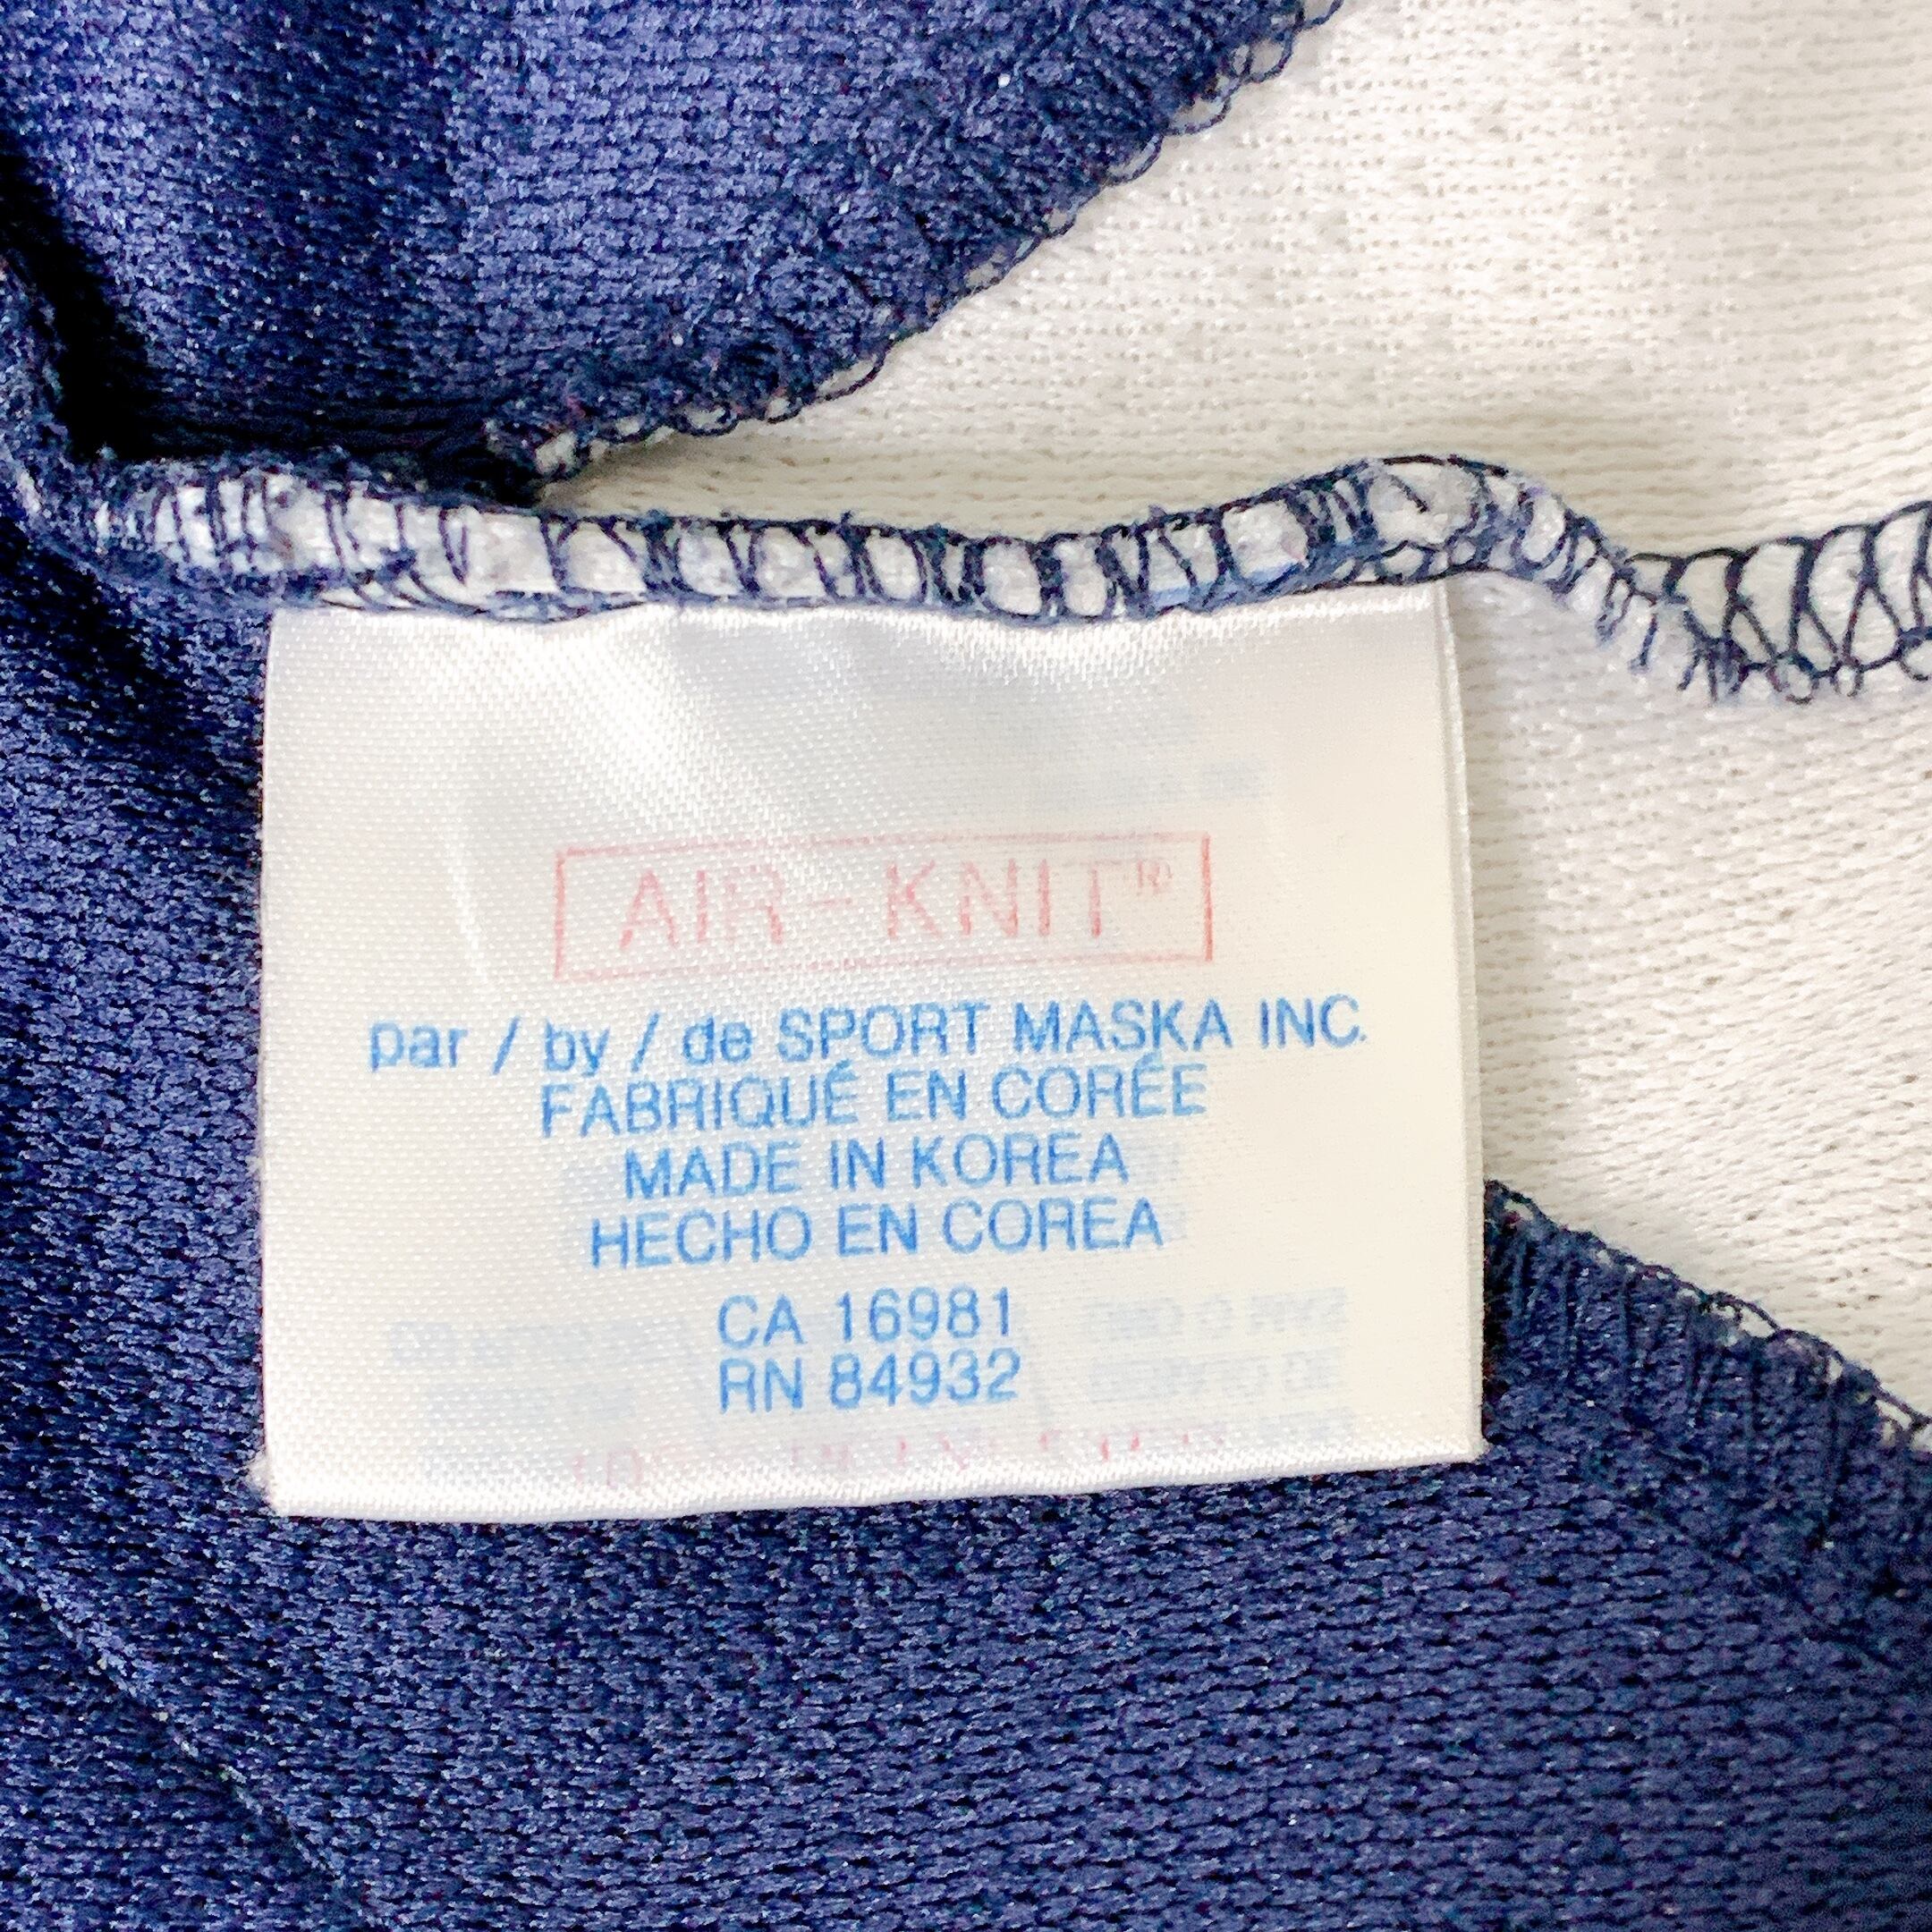 AIR-KNIT®
par / by / de SPORT MASKA INC.
FABRIQUÉ EN CORÉE
MADE IN KOREA
HECHO EN COREA
CA 16981
RN 84932